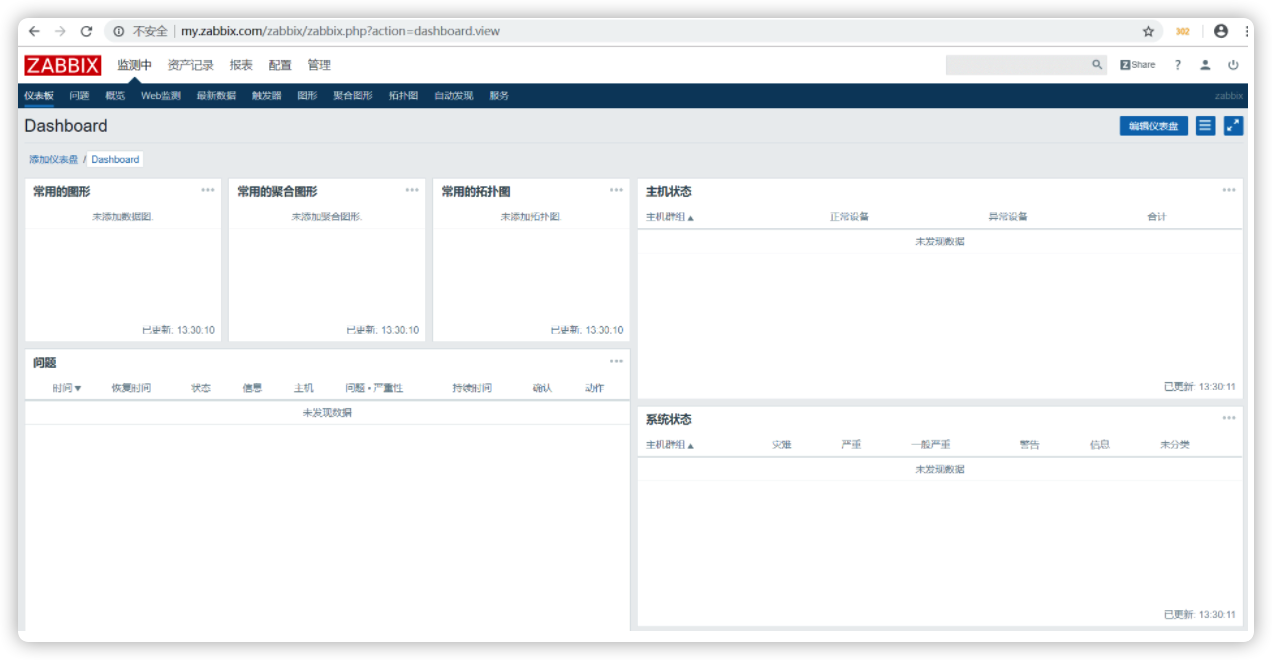 不安全 | my.zabbix.com/zabbix/zabbix.php?action=dashboard.view
302
ZABBIX 监测中 资产记录 报表 配置 管理
Z Share ?
仪表板 问题 概览 Web监测 最新数据 触发器 图形 聚合图形 拓扑图 自动发现 服务
zabbix
Dashboard
编辑仪表盘
添加仪表盘 / Dashboard
常用的图形
未添加数据图.
已更新: 13:30:10
常用的聚合图形
未添加聚合图形.
已更新: 13:30:10
常用的拓扑图
未添加拓扑图.
已更新: 13:30:10
主机状态
主机群组▲ 正常设备 异常设备 合计
未发现数据
已更新: 13:30:11
问题
时间▼ 恢复时间 状态 信息 主机 问题 • 严重性 持续时间 确认 动作
未发现数据
系统状态
主机群组▲ 灾难 严重 一般严重 警告 信息 未分类
未发现数据
已更新: 13:30:11